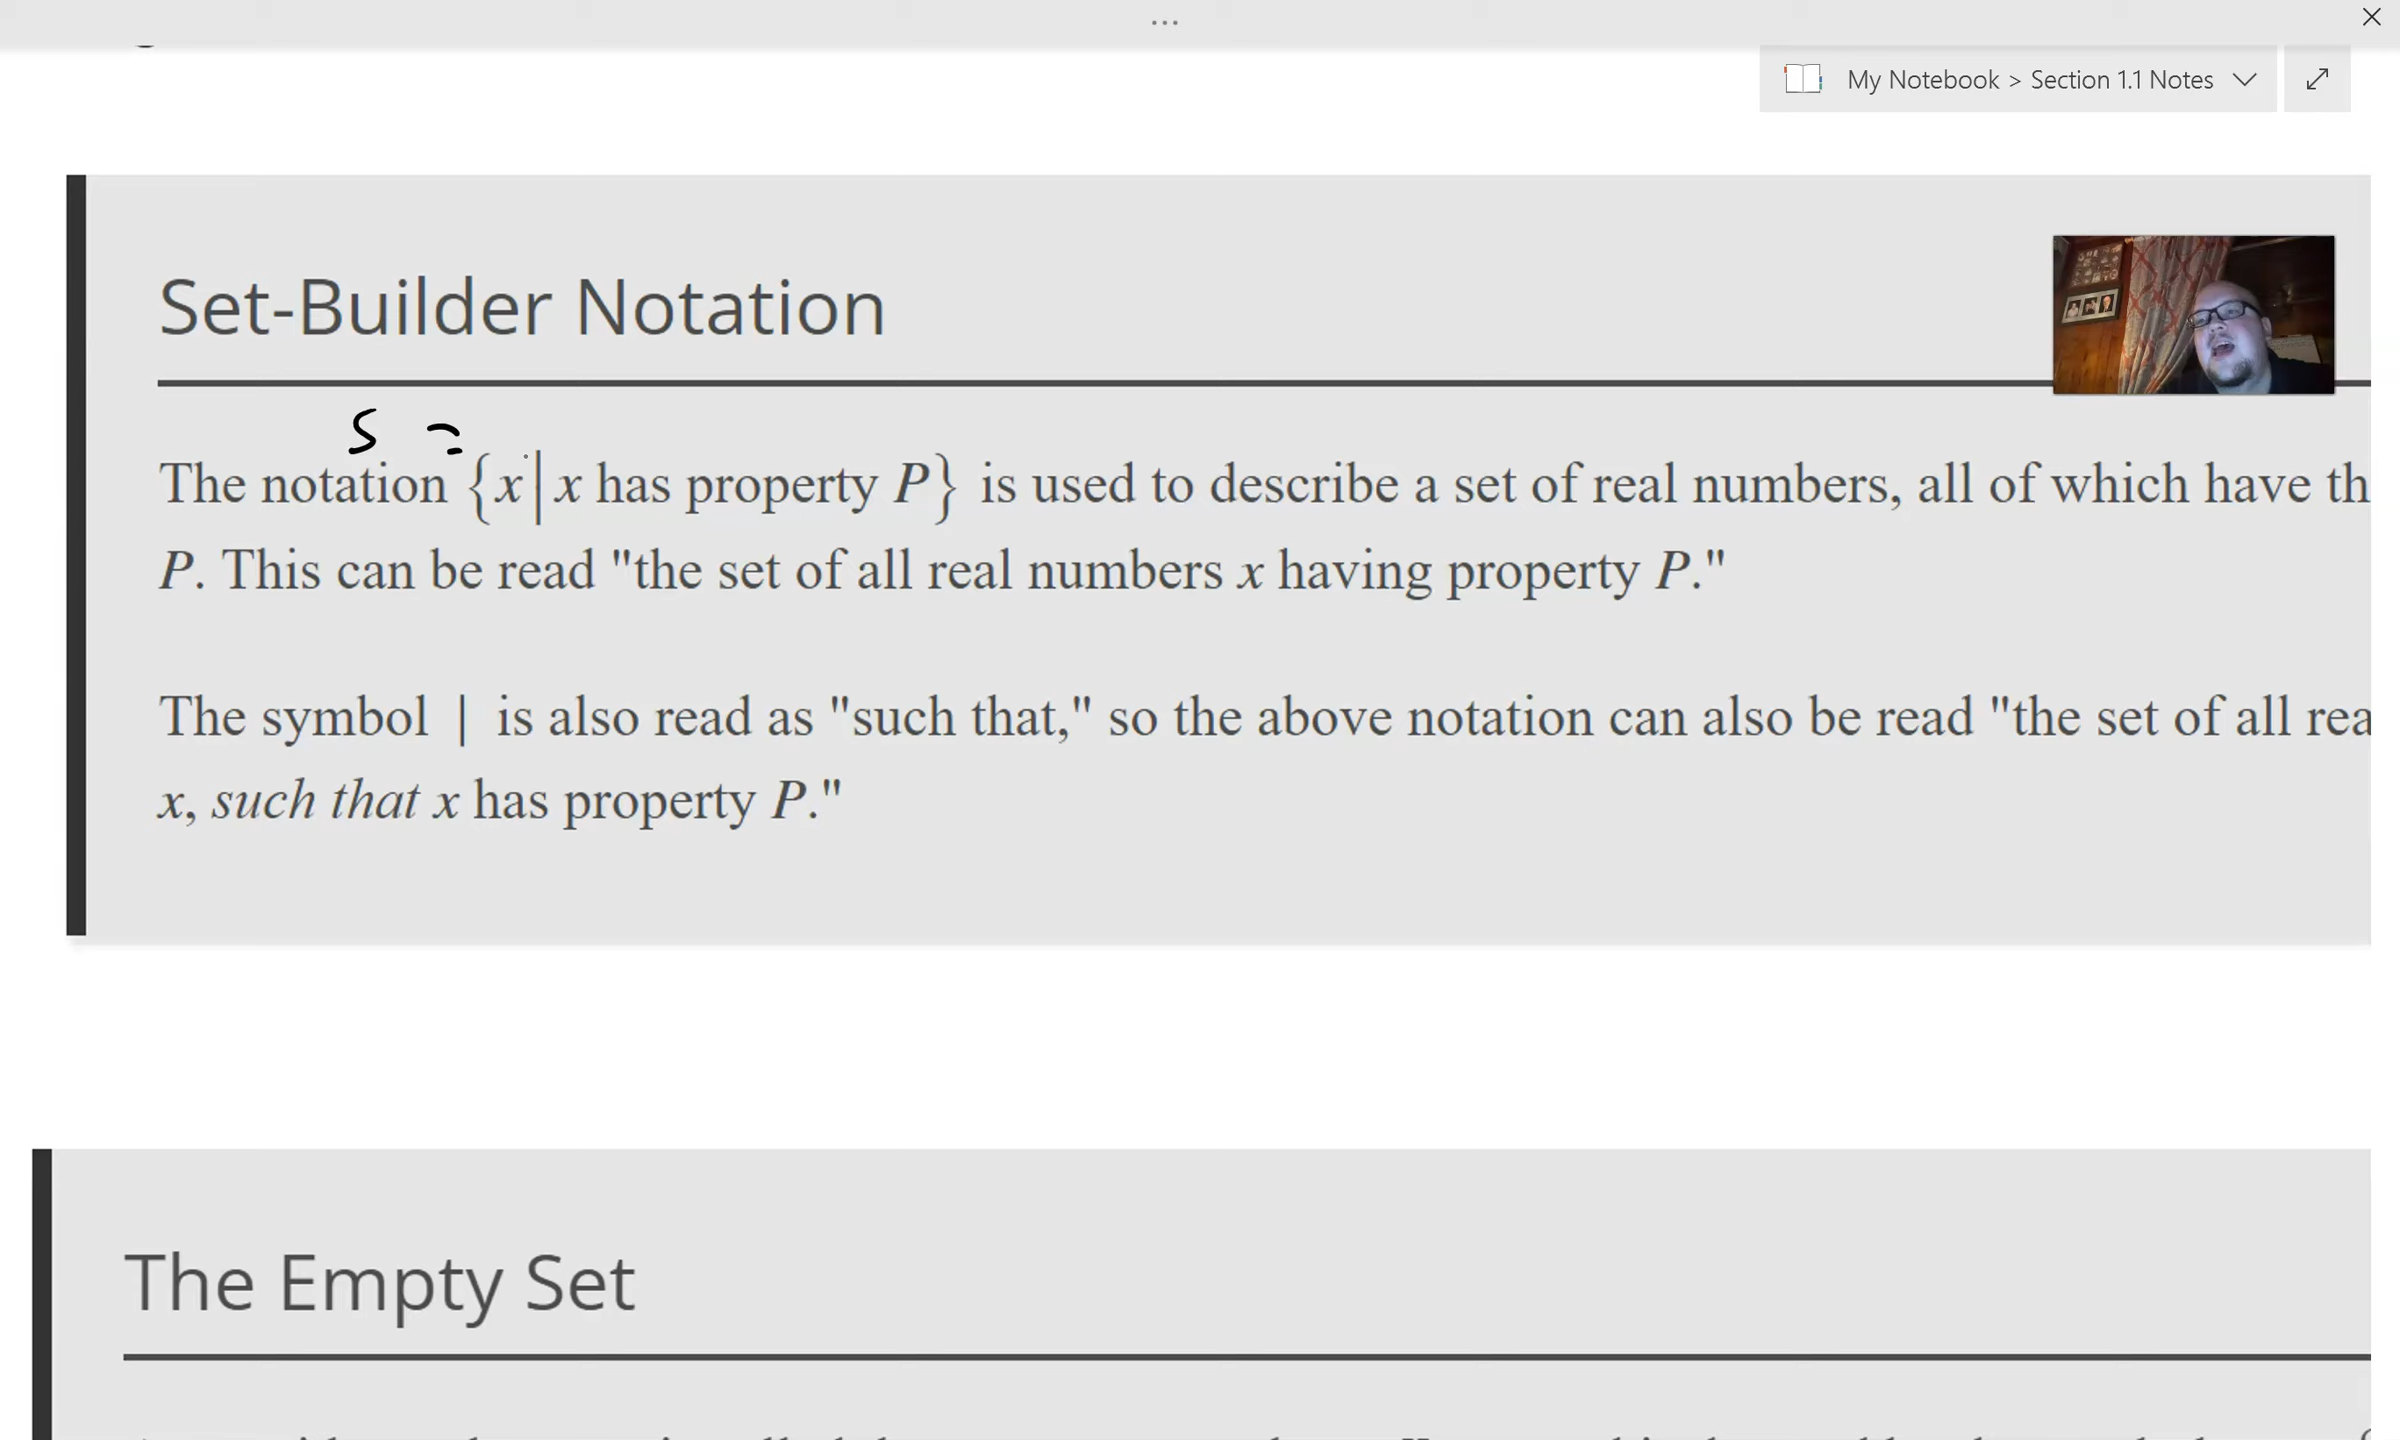 My Notebook > Section 1.1 Notes
Set-Builder Notation
S =
The notation {x|x has property P} is used to describe a set of real numbers, all of which have
P. This can be read "the set of all real numbers x having property P."
The symbol | is also read as "such that," so the above notation can also be read "the set of all
x, such that x has property P."
The Empty Set